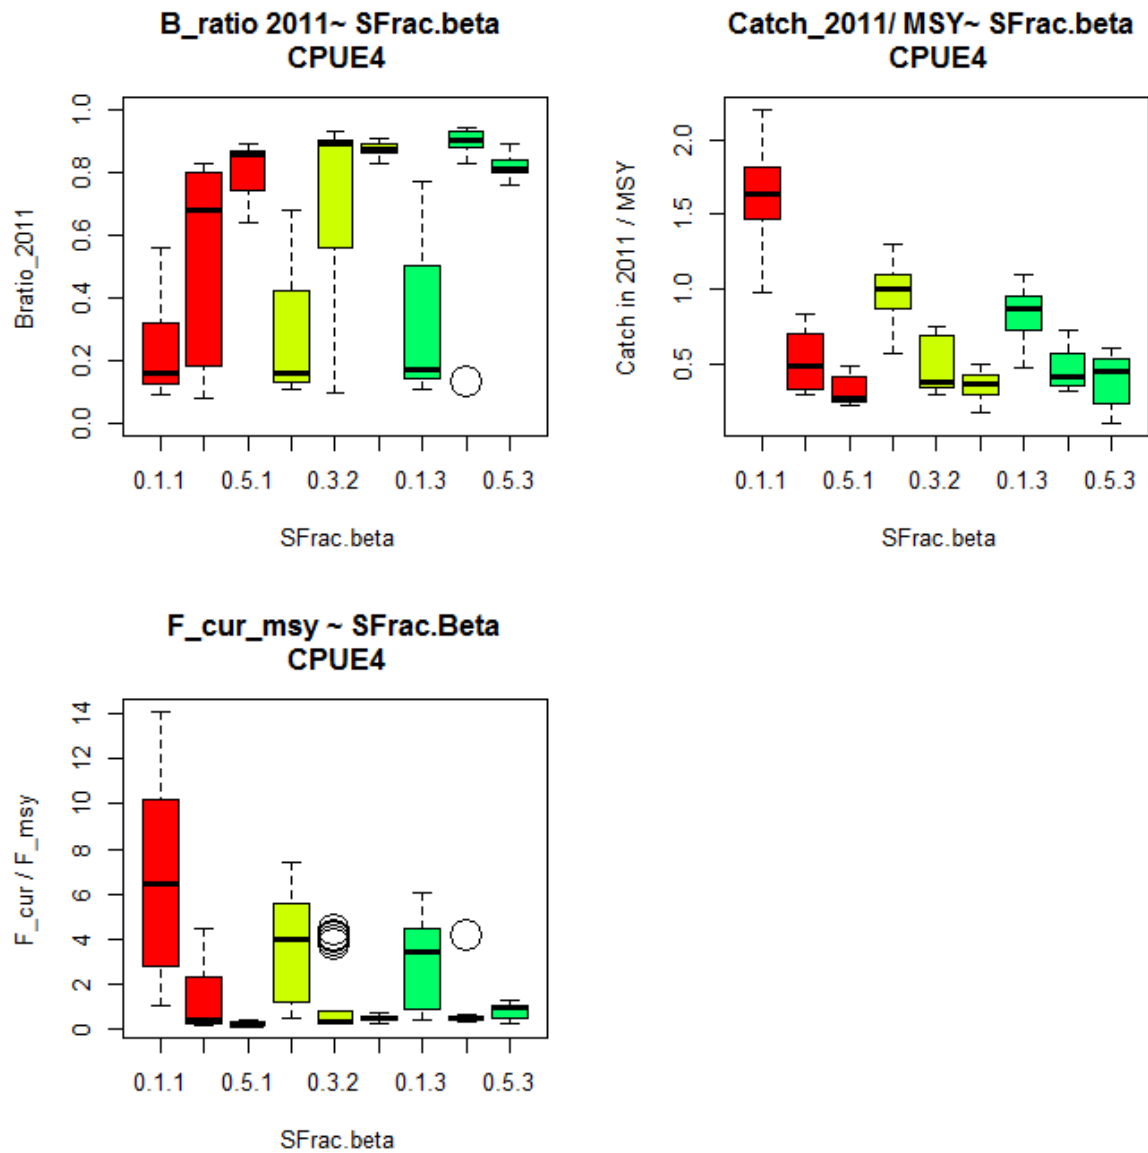 B_ratio 2011~ SFrac.beta
CPUE4
Bratio_2011
1.0
0.8
0.6
0.4
0.2
0.0
0.1.1 0.5.1 0.3.2 0.1.3 0.5.3
SFrac.beta
Catch_2011/ MSY~ SFrac.beta
CPUE4
Catch in 2011 / MSY
2.0
1.5
1.0
0.5
0.1.1 0.5.1 0.3.2 0.1.3 0.5.3
SFrac.beta
F_cur_msy ~ SFrac.Beta
CPUE4
F_cur / F_msy
14
12
10
8
6
4
2
0
0.1.1 0.5.1 0.3.2 0.1.3 0.5.3
SFrac.beta